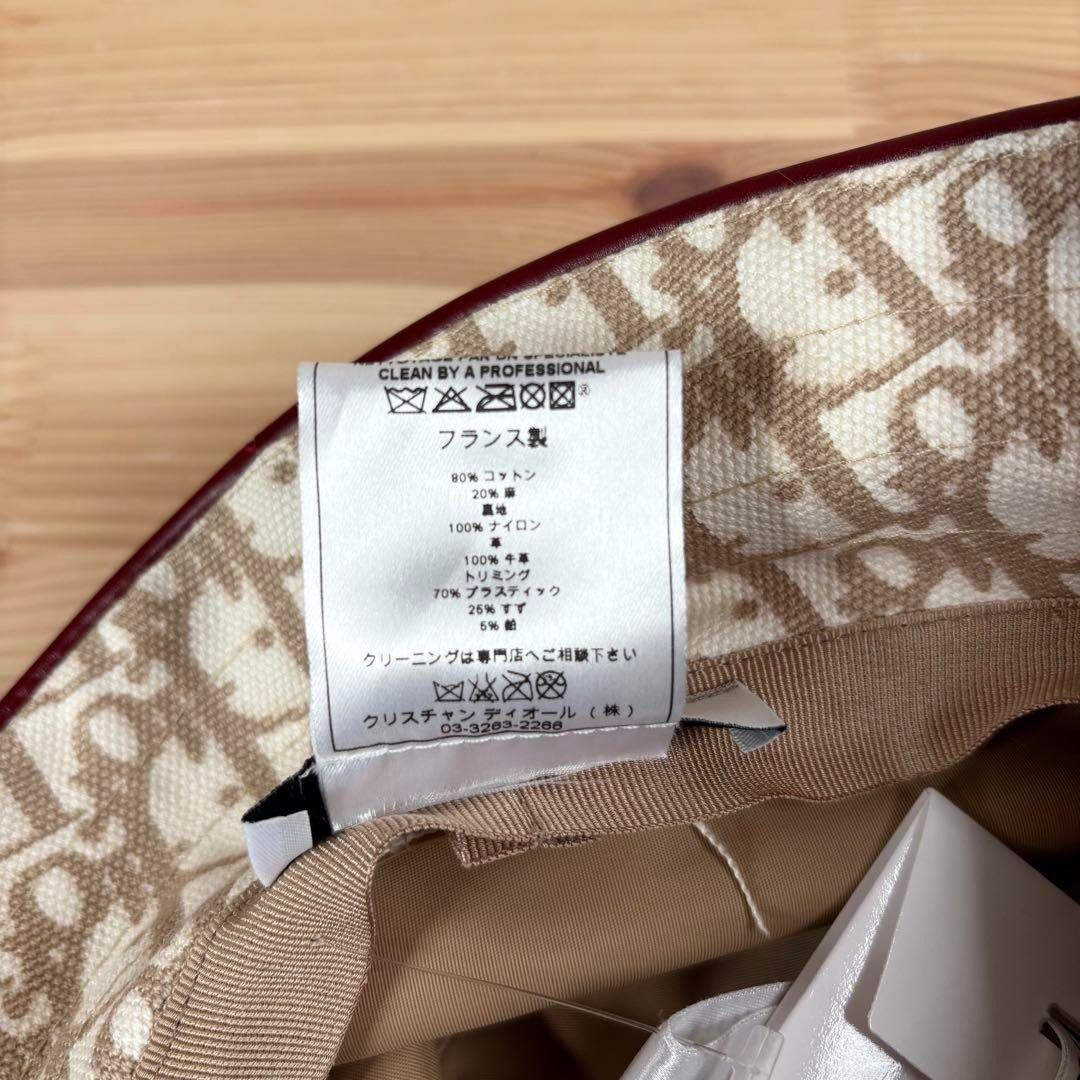 NETTOYAGE PAR UN SPECIALISTE
CLEAN BY A PROFESSIONAL
フランス製
80% コットン
20% 麻
裏地
100% ナイロン
革
100% 牛革
トリミング
70% プラスティック
25% すず
5% 鉛
クリーニングは専門店へご相談下さい
クリスチャン ディオール (株)
03-3263-2266